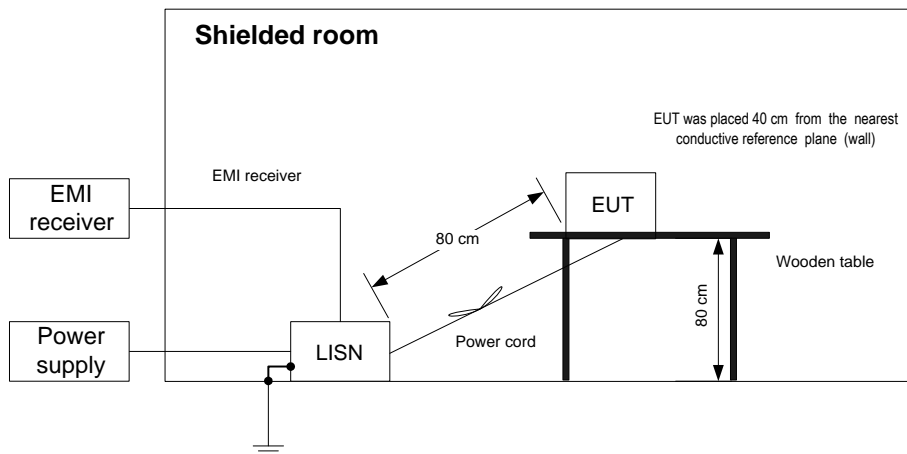 Shielded room
EUT was placed 40 cm from the nearest
conductive reference plane (wall)
EMI receiver
EMI
receiver
EUT
80 cm
Wooden table
80 cm
Power
supply
LISN
Power cord